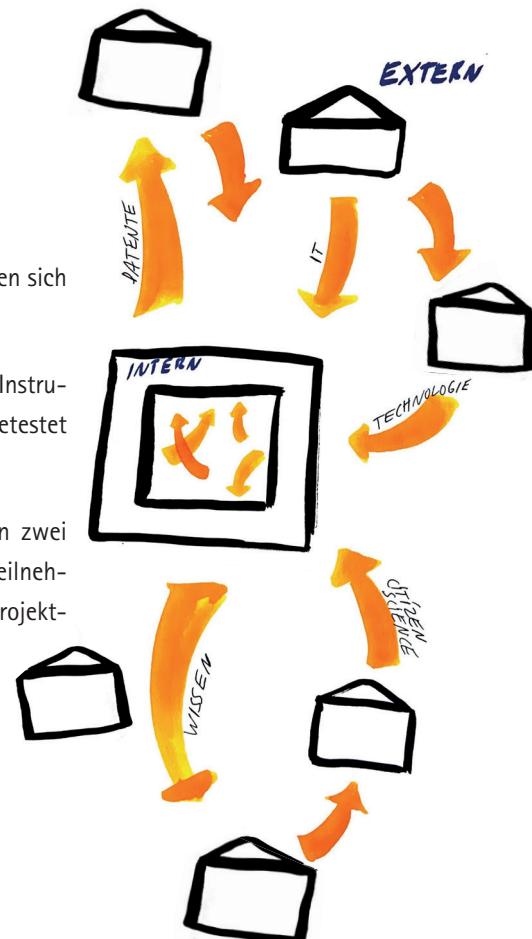 EXTERN
PATENTE
IT
en sich
INTERN
Instru-
etestet
TECHNOLOGIE
n zwei
eilneh-
rojekt-
CITIZEN
SCIENCE
WISSEN